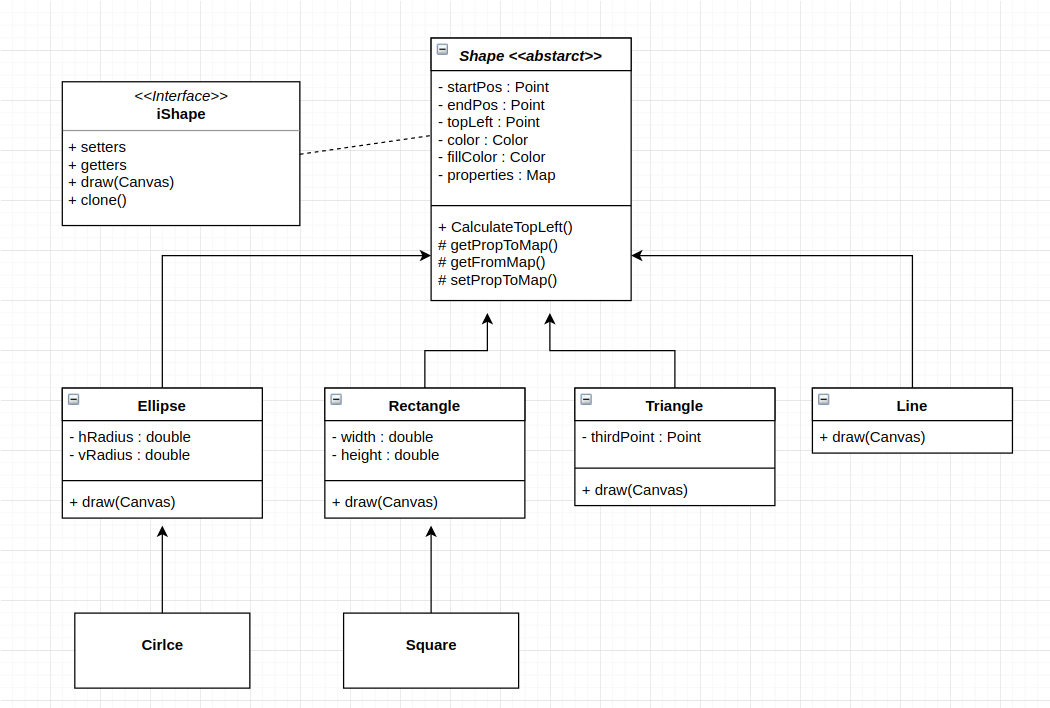 Shape <<abstarct>>
- startPos : Point
- endPos : Point
- topLeft : Point
- color : Color
- fillColor : Color
- properties : Map
+ CalculateTopLeft()
# getPropToMap()
# getFromMap()
# setPropToMap()
<<Interface>>
iShape
+ setters
+ getters
+ draw(Canvas)
+ clone()
Ellipse
- hRadius : double
- vRadius : double
+ draw(Canvas)
Rectangle
- width : double
- height : double
+ draw(Canvas)
Triangle
- thirdPoint : Point
+ draw(Canvas)
Line
+ draw(Canvas)
Cirlce
Square